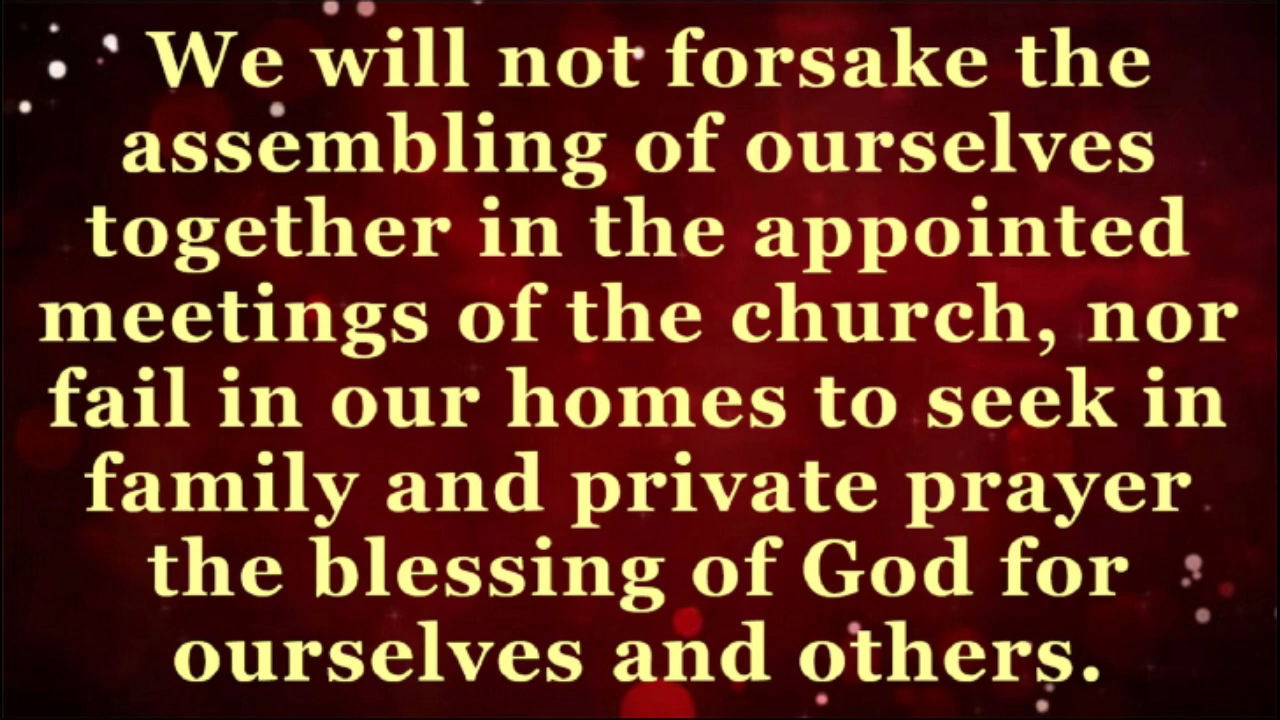 We will not forsake the
assembling of ourselves
together in the appointed
meetings of the church, nor
fail in our homes to seek in
family and private prayer
the blessing of God for
ourselves and others.